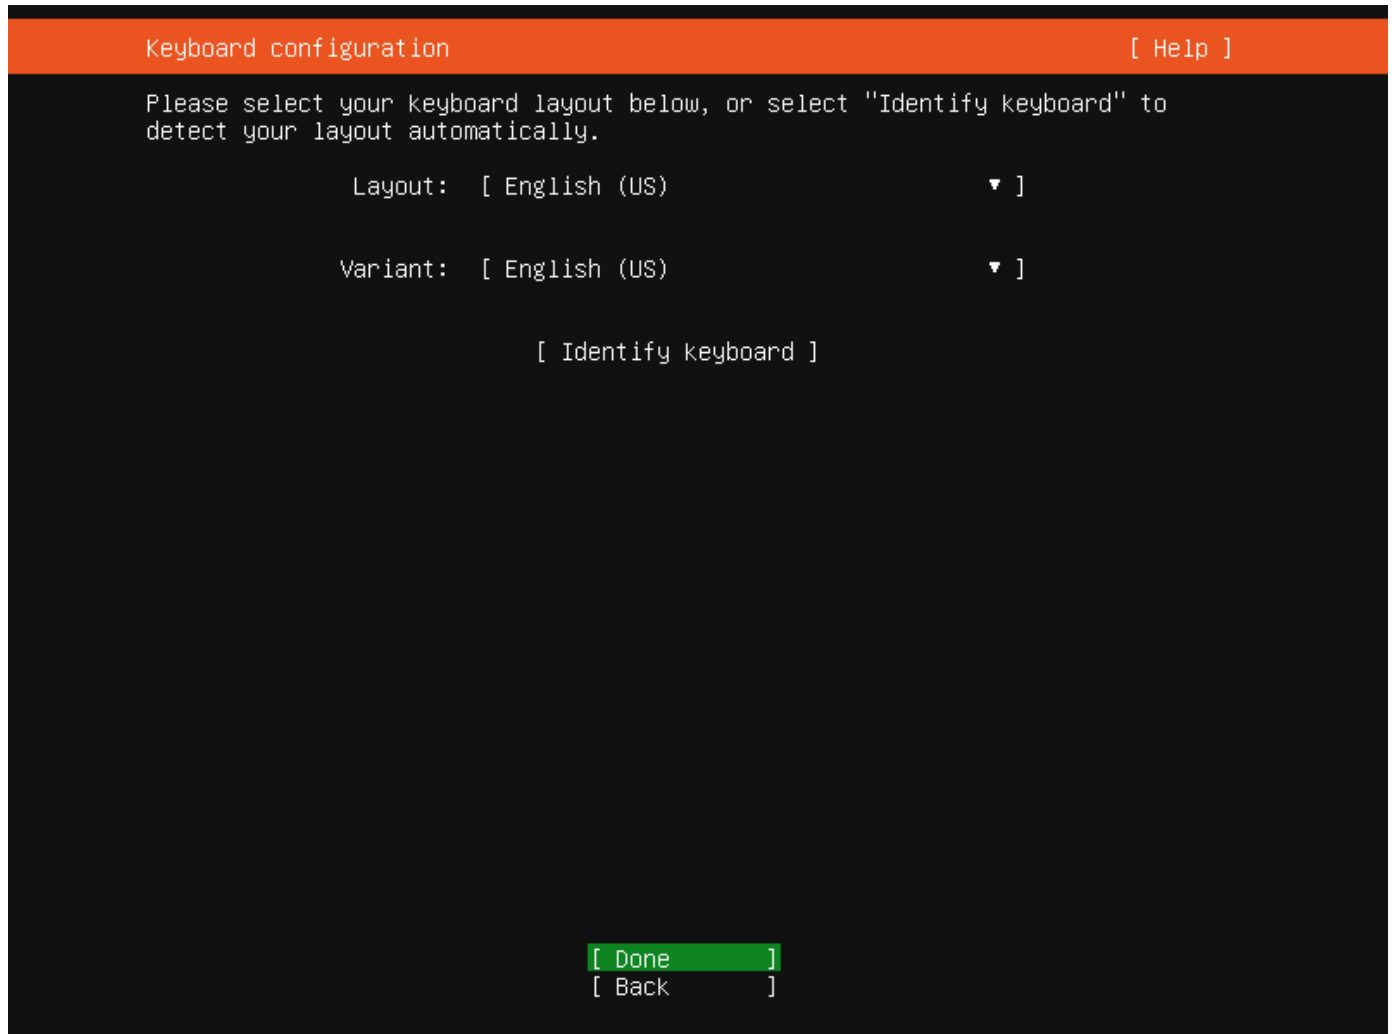 Keyboard configuration [ Help ]
Please select your keyboard layout below, or select "Identify keyboard" to
detect your layout automatically.
Layout: [ English (US) ▾ ]
Variant: [ English (US) ▾ ]
[ Identify keyboard ]
[ Done ]
[ Back ]